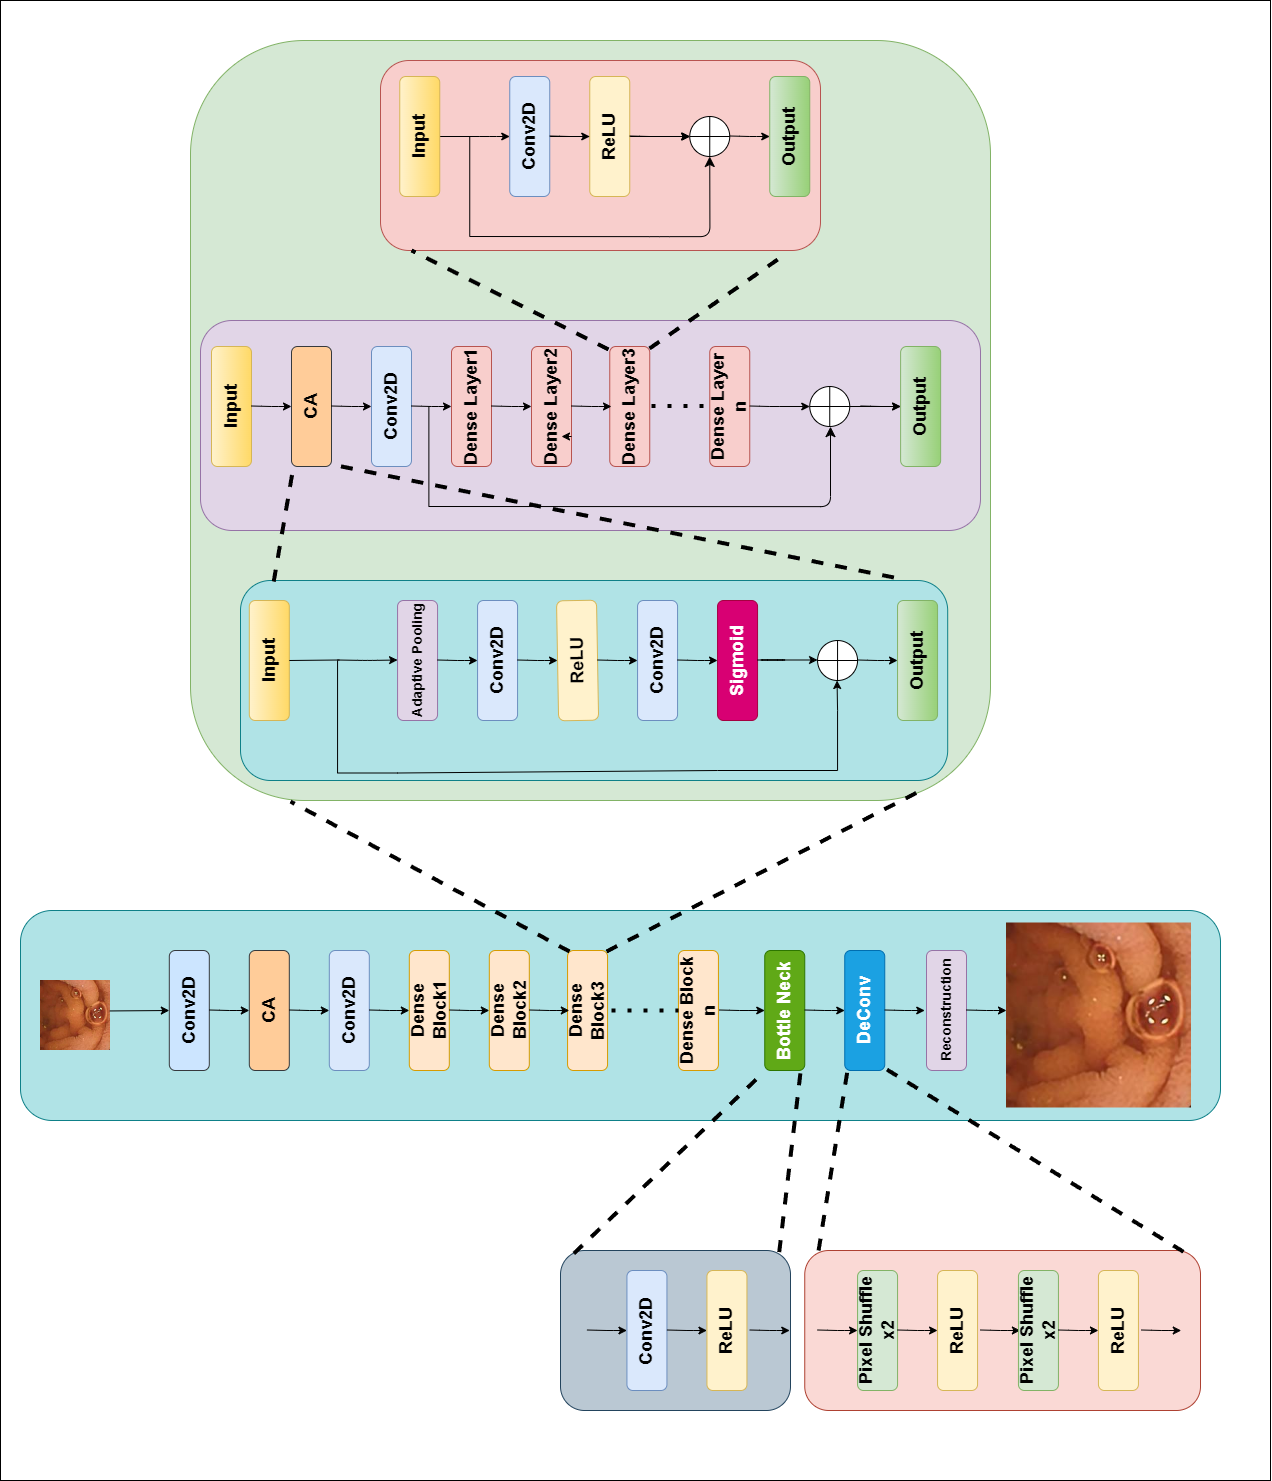 Input
Conv2D
ReLU
Output
Input
CA
Conv2D
Dense Layer1
Dense Layer2
Dense Layer3
Dense Layer
n
Output
Input
Adaptive Pooling
Conv2D
ReLU
Conv2D
Sigmoid
Output
Conv2D
CA
Conv2D
Dense
Block1
Dense
Block2
Dense
Block3
Dense Block
n
Bottle Neck
DeConv
Reconstruction
Conv2D
ReLU
Pixel Shuffle
x2
ReLU
Pixel Shuffle
x2
ReLU